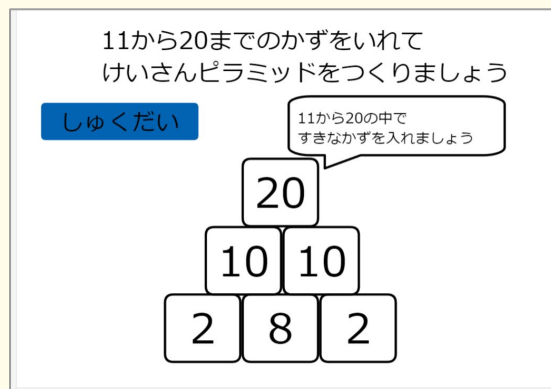 11から20までのかずをいれて
けいさんピラミッドをつくりましょう
しゅくだい
11から20の中で
すきなかずを入れましょう
20
10 10
2 8 2